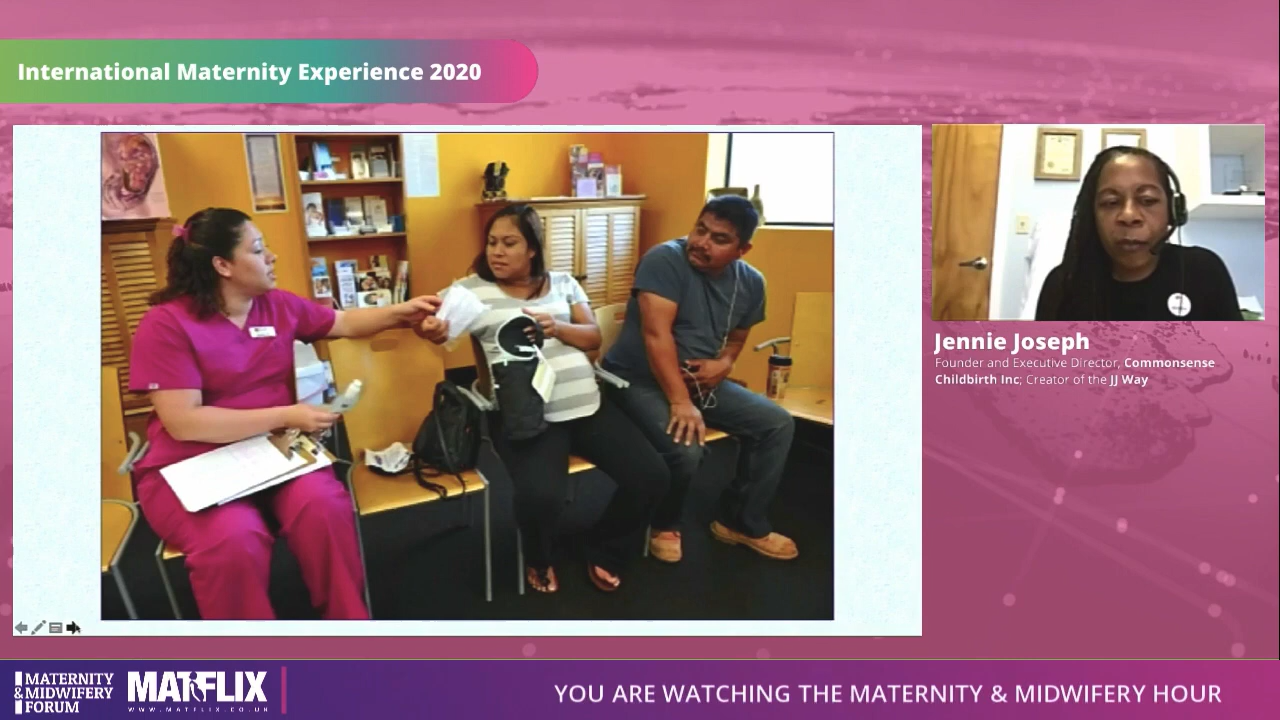 International Maternity Experience 2020
Jennie Joseph
Founder and Executive Director, Commonsense
Childbirth Inc; Creator of the JJ Way
MATERNITY
& MIDWIFERY
FORUM
MATFLIX
WWW.MATFLIX.CO.UK
YOU ARE WATCHING THE MATERNITY & MIDWIFERY HOUR